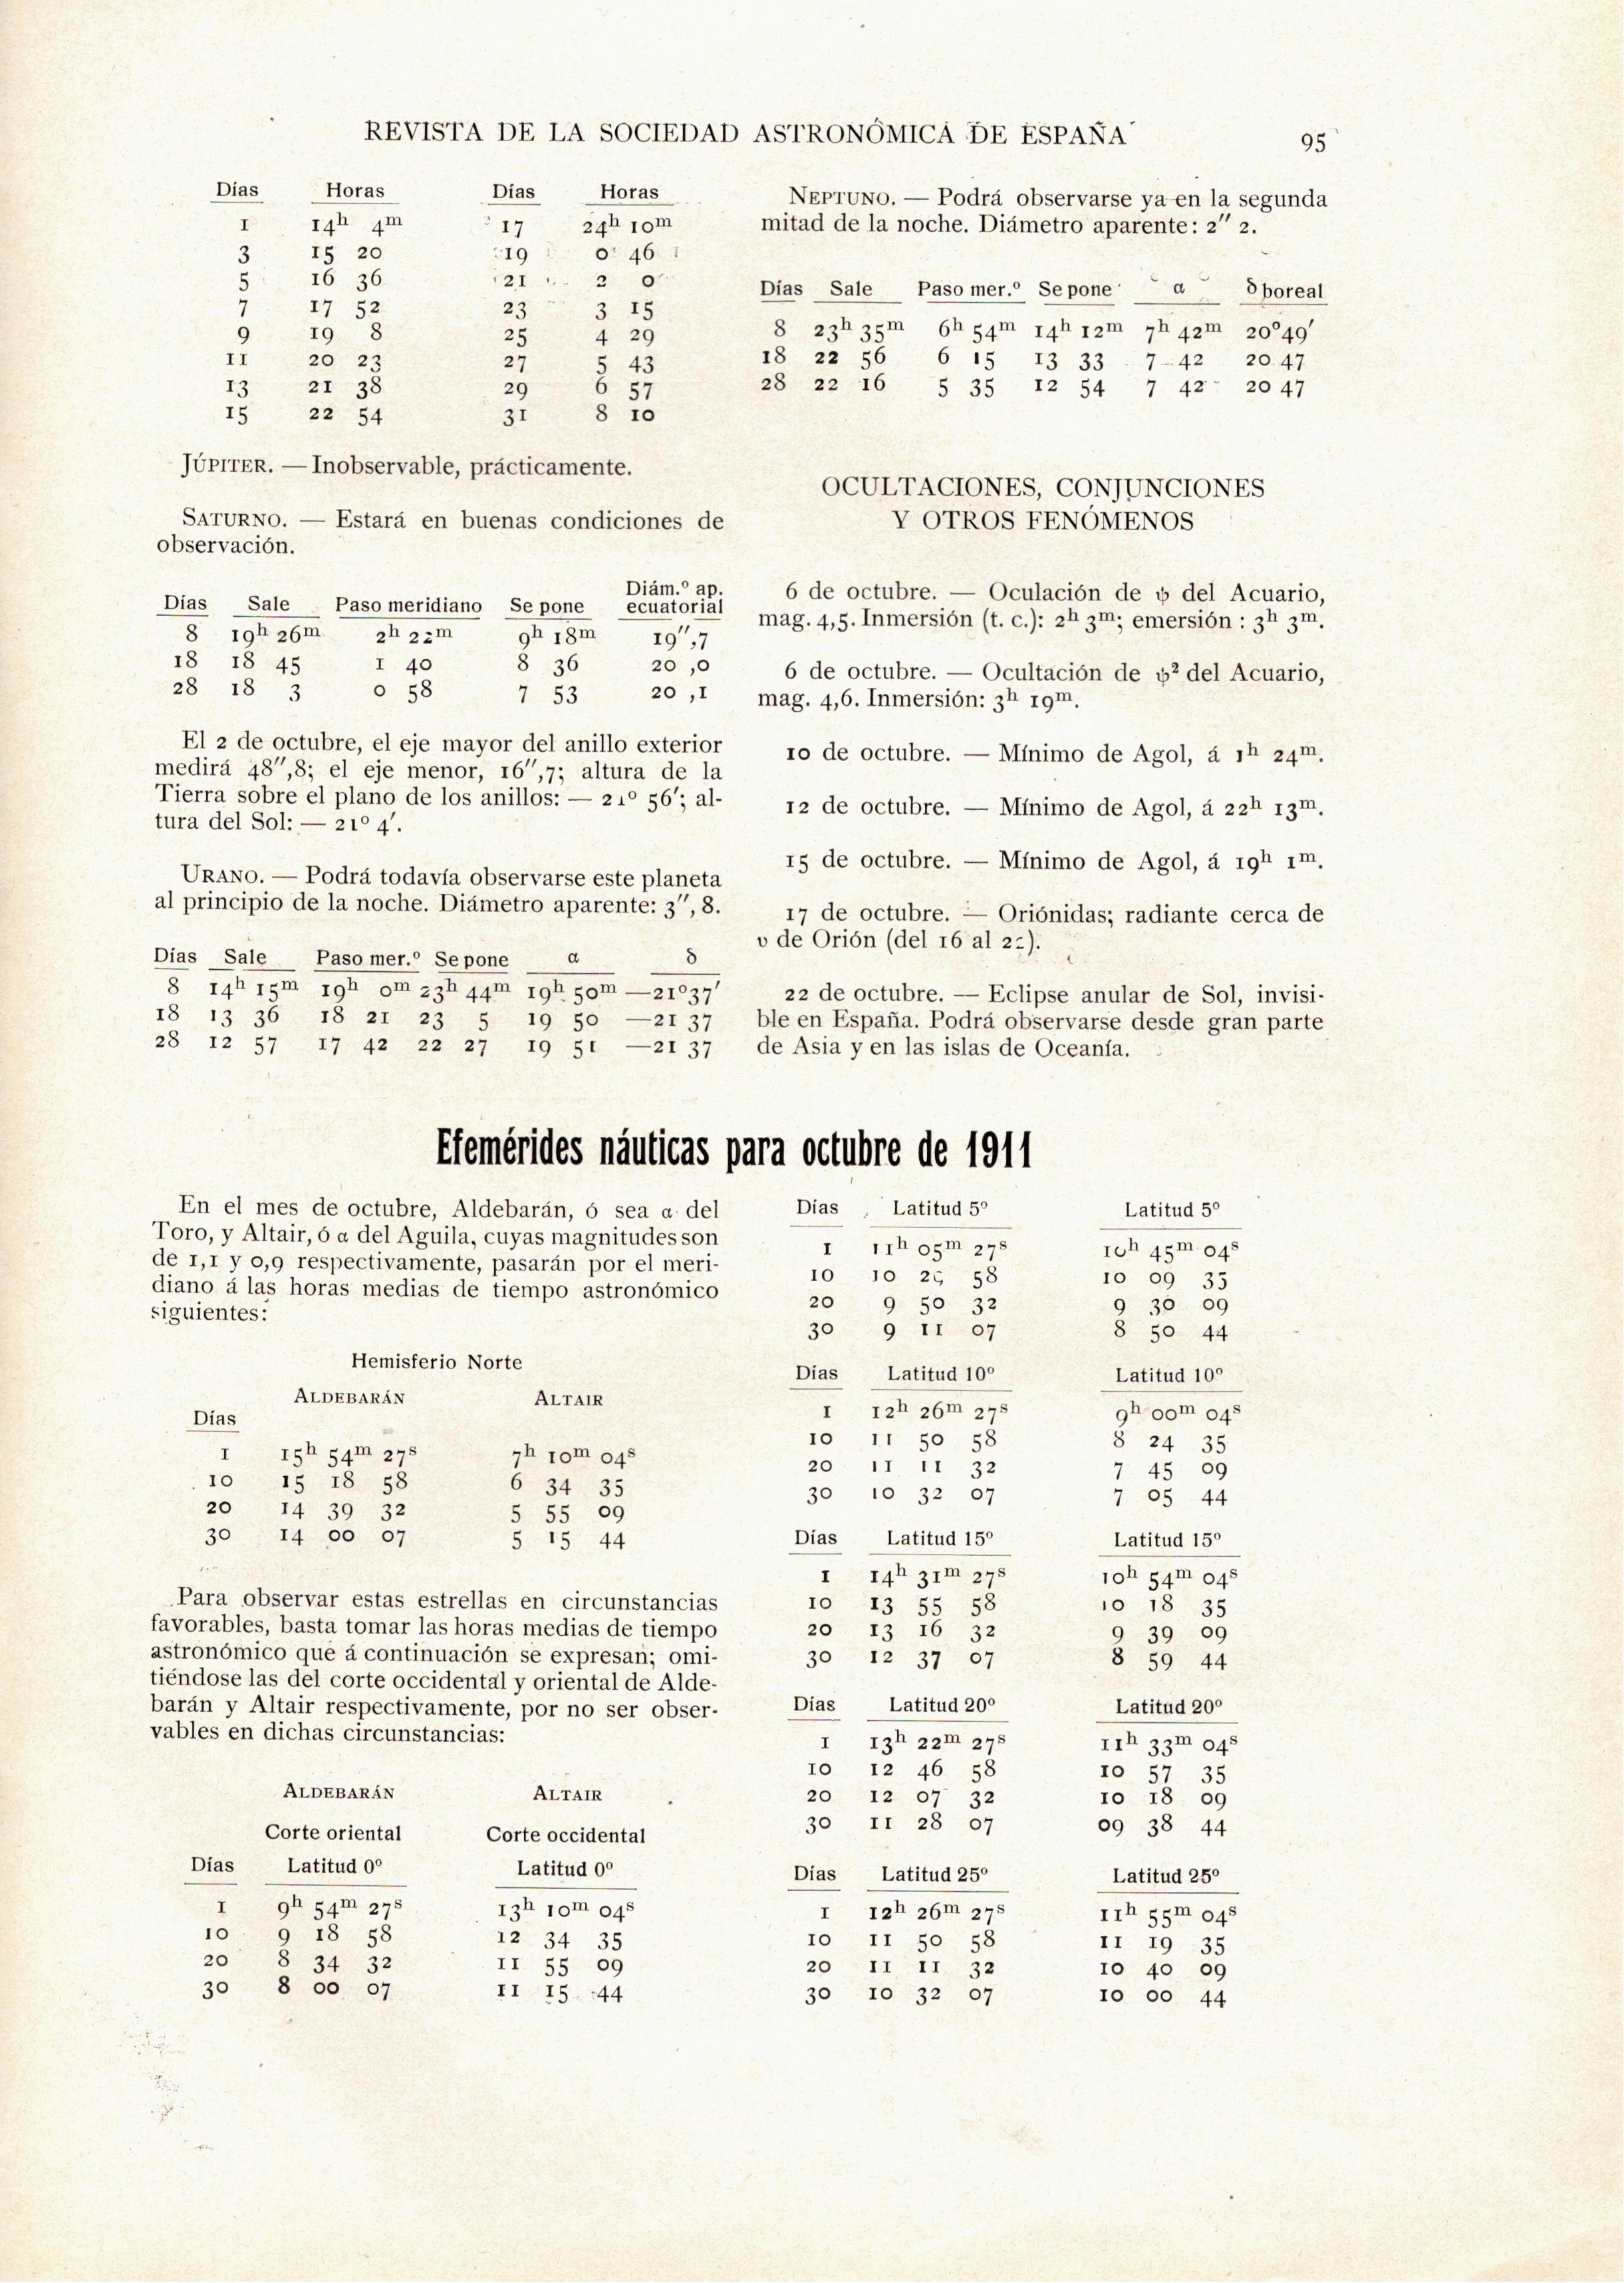 REVISTA DE LA SOCIEDAD ASTRONÓMICA DE ESPAÑA 95
Días Horas Días Horas
1 14h 4m 17 24h 10m
3 15 20 19 0 46
5 16 36 21 2 0
7 17 52 23 3 15
9 19 8 25 4 29
11 20 23 27 5 43
13 21 38 29 6 57
15 22 54 31 8 10
JÚPITER. — Inobservable, prácticamente.
SATURNO. — Estará en buenas condiciones de
observación.
Días Sale Paso meridiano Se pone Diám.º ap. ecuatorial
8 19h 26m 2h 22m 9h 18m 19",7
18 18 45 1 40 8 36 20 ,0
28 18 3 0 58 7 53 20 ,1
El 2 de octubre, el eje mayor del anillo exterior
medirá 48",8; el eje menor, 16",7; altura de la
Tierra sobre el plano de los anillos: — 21º 56'; al-
tura del Sol: — 21º 4'.
URANO. — Podrá todavía observarse este planeta
al principio de la noche. Diámetro aparente: 3", 8.
Días Sale Paso mer.º Se pone α δ
8 14h 15m 19h 0m 23h 44m 19h 50m —21º37'
18 13 36 18 21 23 5 19 50 —21 37
28 12 57 17 42 22 27 19 51 —21 37
NEPTUNO. — Podrá observarse ya en la segunda
mitad de la noche. Diámetro aparente: 2" 2.
Días Sale Paso mer.º Se pone α δ boreal
8 23h 35m 6h 54m 14h 12m 7h 42m 20º49'
18 22 56 6 15 13 33 7 42 20 47
28 22 16 5 35 12 54 7 42 20 47
OCULTACIONES, CONJUNCIONES
Y OTROS FENÓMENOS
6 de octubre. — Oculación de ψ del Acuario,
mag. 4,5. Inmersión (t. c.): 2h 3m; emersión : 3h 3m.
6 de octubre. — Ocultación de ψ² del Acuario,
mag. 4,6. Inmersión: 3h 19m.
10 de octubre. — Mínimo de Agol, á 1h 24m.
12 de octubre. — Mínimo de Agol, á 22h 13m.
15 de octubre. — Mínimo de Agol, á 19h 1m.
17 de octubre. — Oriónidas; radiante cerca de
υ de Orión (del 16 al 22).
22 de octubre. — Eclipse anular de Sol, invisi-
ble en España. Podrá observarse desde gran parte
de Asia y en las islas de Oceanía.
Efemérides náuticas para octubre de 1911
En el mes de octubre, Aldebarán, ó sea α del
Toro, y Altair, ó α del Aguila, cuyas magnitudes son
de 1,1 y 0,9 respectivamente, pasarán por el meri-
diano á las horas medias de tiempo astronómico
siguientes:
Hemisferio Norte
ALDEBARÁN ALTAIR
Días
1 15h 54m 27s 7h 10m 04s
10 15 18 58 6 34 35
20 14 39 32 5 55 09
30 14 00 07 5 15 44
Para observar estas estrellas en circunstancias
favorables, basta tomar las horas medias de tiempo
astronómico que á continuación se expresan; omi-
tiéndose las del corte occidental y oriental de Alde-
barán y Altair respectivamente, por no ser obser-
vables en dichas circunstancias:
ALDEBARÁN ALTAIR
Corte oriental Corte occidental
Días Latitud 0º Latitud 0º
1 9h 54m 27s 13h 10m 04s
10 9 18 58 12 34 35
20 8 34 32 11 55 09
30 8 00 07 11 15 44
Días Latitud 5º Latitud 5º
1 11h 05m 27s 10h 45m 04s
10 10 29 58 10 09 35
20 9 50 32 9 30 09
30 9 11 07 8 50 44
Días Latitud 10º Latitud 10º
1 12h 26m 27s 9h 00m 04s
10 11 50 58 8 24 35
20 11 11 32 7 45 09
30 10 32 07 7 05 44
Días Latitud 15º Latitud 15º
1 14h 31m 27s 10h 54m 04s
10 13 55 58 10 18 35
20 13 16 32 9 39 09
30 12 37 07 8 59 44
Días Latitud 20º Latitud 20º
1 13h 22m 27s 11h 33m 04s
10 12 46 58 10 57 35
20 12 07 32 10 18 09
30 11 28 07 09 38 44
Días Latitud 25º Latitud 25º
1 12h 26m 27s 11h 55m 04s
10 11 50 58 11 19 35
20 11 11 32 10 40 09
30 10 32 07 10 00 44